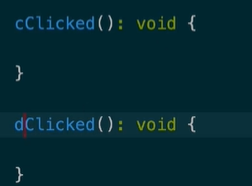 cClicked(): void {
}
dClicked(): void {
}